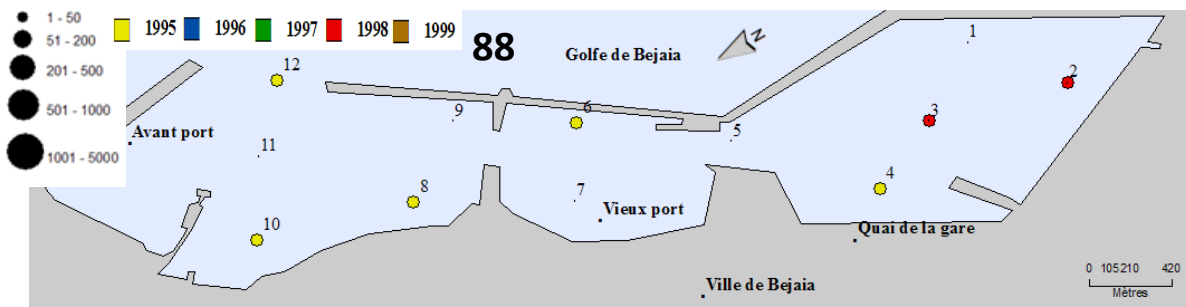 1 - 50
51 - 200
201 - 500
501 - 1000
1001 - 5000
1995 1996 1997 1998 1999
88
Golfe de Bejaia
N
1
2
3
4
5
6
7
8
9
10
11
12
Avant port
Vieux port
Quai de la gare
Ville de Bejaia
0 105210 420
Mètres